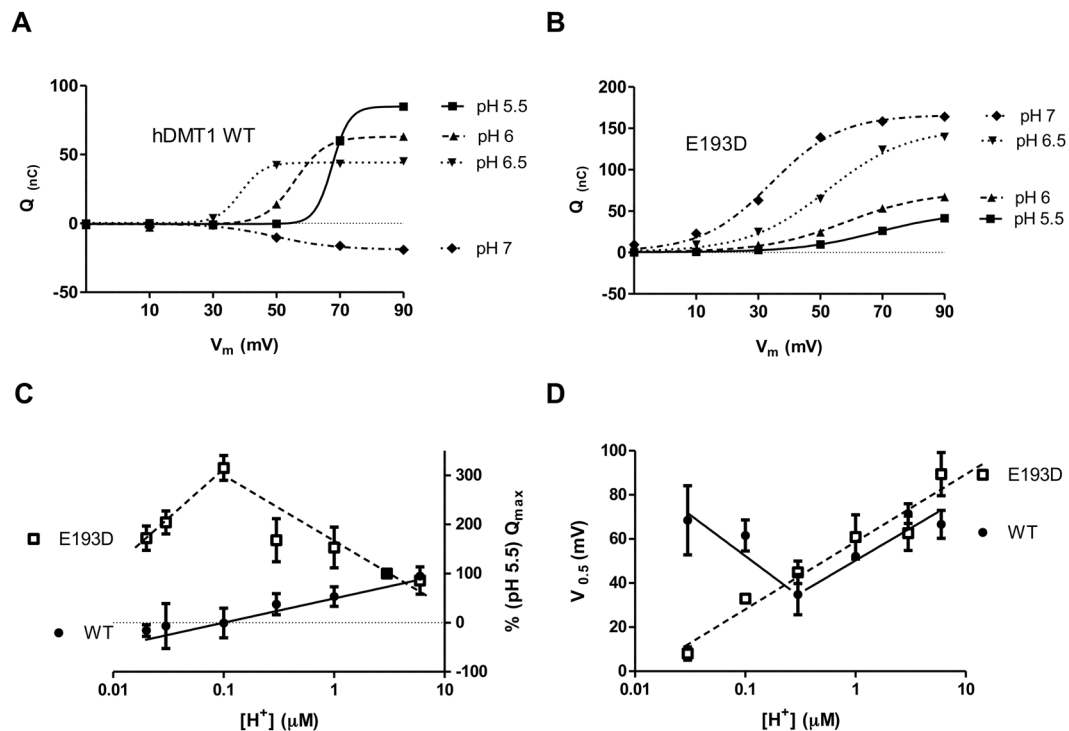 A
100
50
0
-50
Q (nC)
hDMT1 WT
pH 5.5
pH 6
pH 6.5
pH 7
10 30 50 70 90
Vm (mV)
B
200
150
100
50
0
-50
Q (nC)
E193D
pH 7
pH 6.5
pH 6
pH 5.5
10 30 50 70 90
Vm (mV)
C
E193D
WT
300
200
100
0
-100
% (pH 5.5) Qmax
0.01 0.1 1 10
[H+] (μM)
D
100
80
60
40
20
0
V 0.5 (mV)
E193D
WT
0.01 0.1 1 10
[H+] (μM)